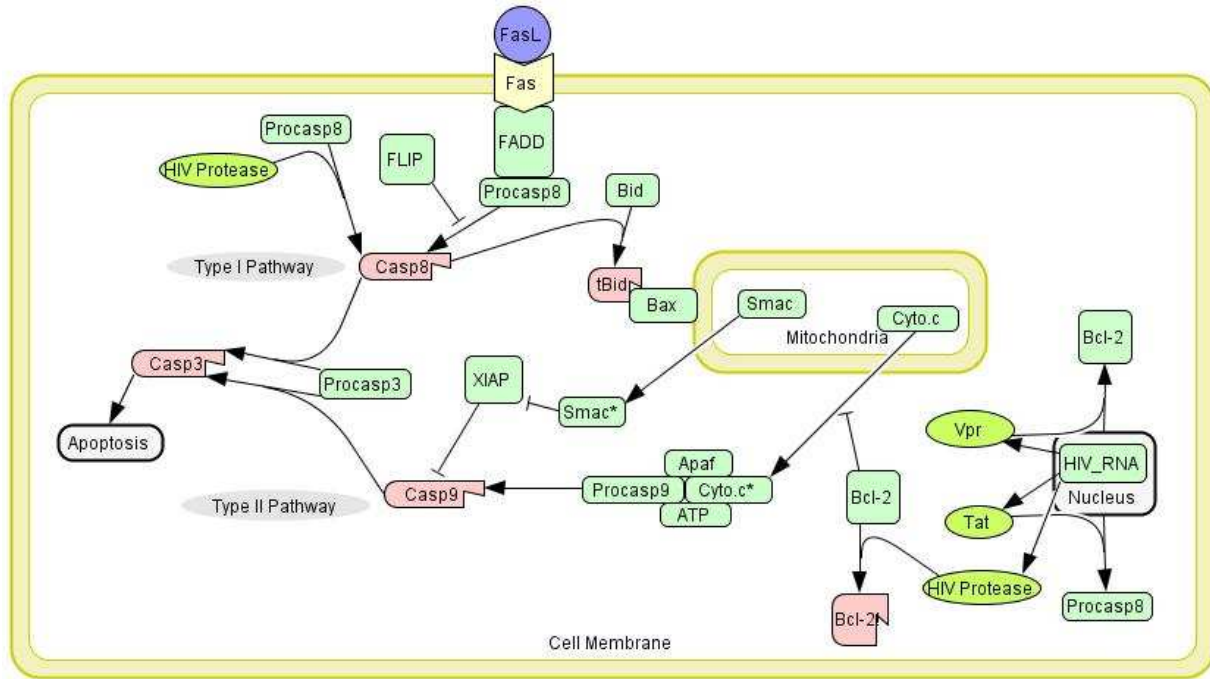 FasL
Fas
Procasp8
FADD
FLIP
HIV Protease
Procasp8
Bid
Type I Pathway
Casp8
tBid
Bax
Smac
Cyto.c
Mitochondria
Bcl-2
Casp3
Procasp3
XIAP
Smac*
Apoptosis
Vpr
HIV_RNA
Nucleus
Apaf
Casp9
Procasp9
Cyto.c*
ATP
Bcl-2
Type II Pathway
Tat
HIV Protease
Procasp8
Bcl-2!
Cell Membrane